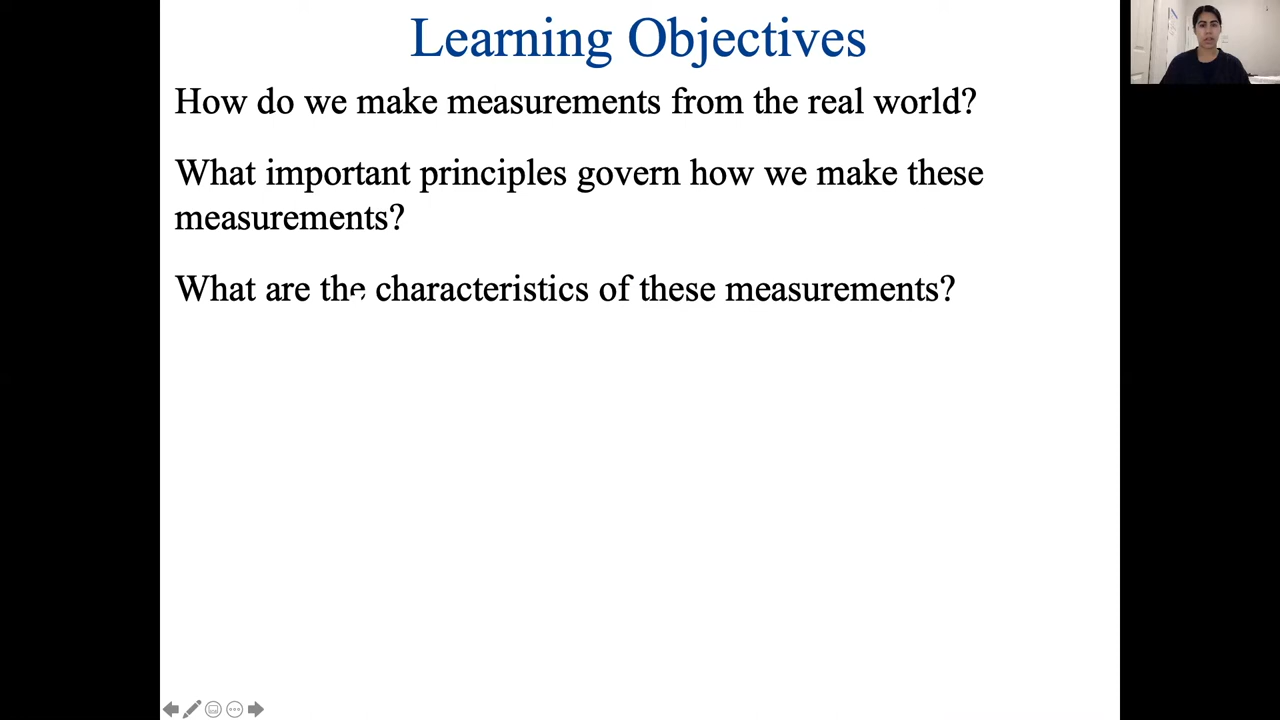 Learning Objectives
How do we make measurements from the real world?
What important principles govern how we make these
measurements?
What are the characteristics of these measurements?